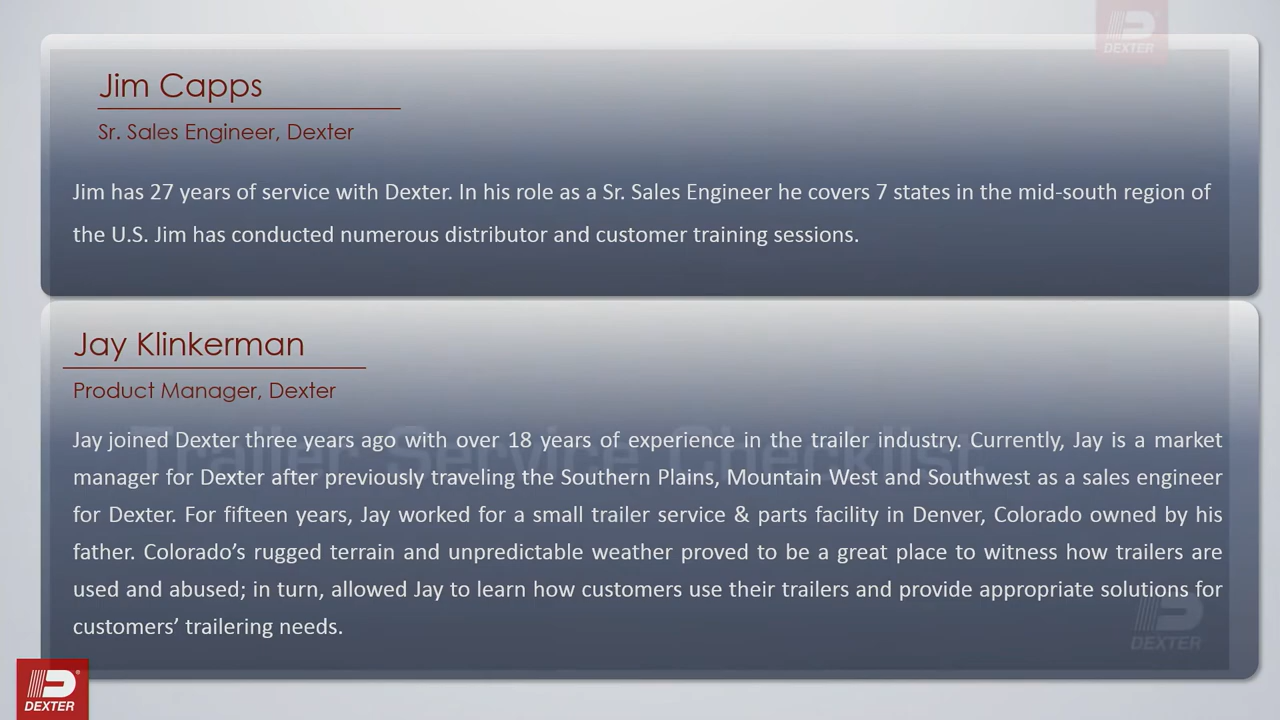 DEXTER
Jim Capps
Sr. Sales Engineer, Dexter
Jim has 27 years of service with Dexter. In his role as a Sr. Sales Engineer he covers 7 states in the mid-south region of
the U.S. Jim has conducted numerous distributor and customer training sessions.
Jay Klinkerman
Product Manager, Dexter
Jay joined Dexter three years ago with over 18 years of experience in the trailer industry. Currently, Jay is a market
Trailer Service Checklist
manager for Dexter after previously traveling the Southern Plains, Mountain West and Southwest as a sales engineer
for Dexter. For fifteen years, Jay worked for a small trailer service & parts facility in Denver, Colorado owned by his
father. Colorado’s rugged terrain and unpredictable weather proved to be a great place to witness how trailers are
used and abused; in turn, allowed Jay to learn how customers use their trailers and provide appropriate solutions for
customers’ trailering needs.
DEXTER
DEXTER